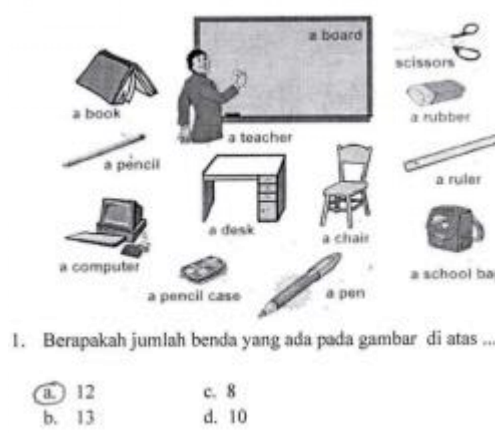 a board
scissors
a book
a rubber
a teacher
a pencil
a ruler
a desk
a chair
a computer
a school ba
a pencil case
a pen
1. Berapakah jumlah benda yang ada pada gambar di atas ...
a. 12 c. 8
b. 13 d. 10